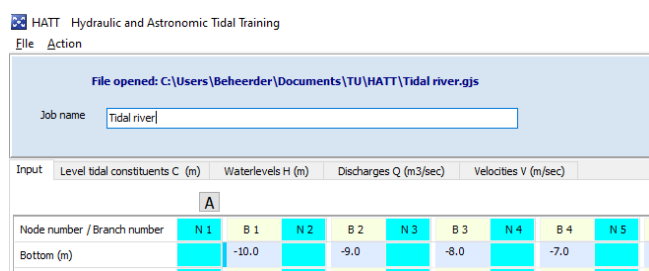 HATT Hydraulic and Astronomic Tidal Training
File Action
File opened: C:\Users\Beheerder\Documents\TU\HATT\Tidal river.gjs
Job name Tidal river
Input Level tidal constituents C (m) Waterlevels H (m) Discharges Q (m3/sec) Velocities V (m/sec)
A
Node number / Branch number N 1 B 1 N 2 B 2 N 3 B 3 N 4 B 4 N 5
Bottom (m) -10.0 -9.0 -8.0 -7.0